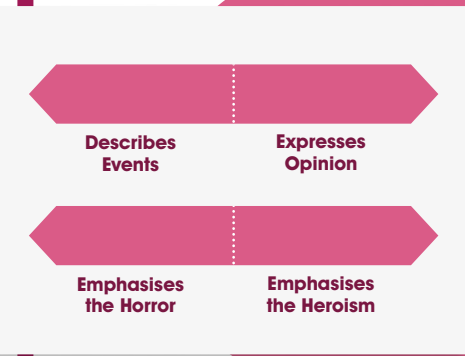 Describes Expresses
Events Opinion
Emphasises Emphasises
the Horror the Heroism